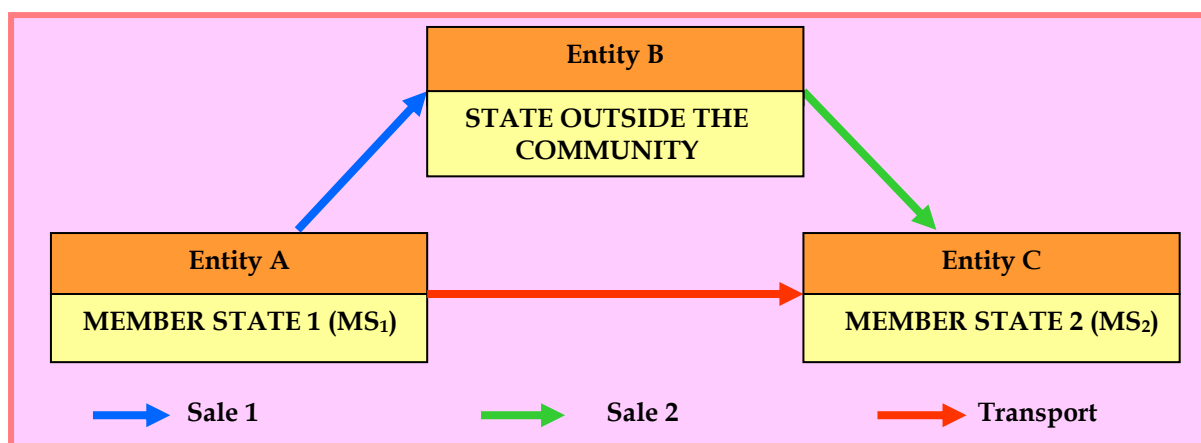 Entity B
STATE OUTSIDE THE
COMMUNITY
Entity A
MEMBER STATE 1 (MS₁)
Entity C
MEMBER STATE 2 (MS₂)
Sale 1
Sale 2
Transport